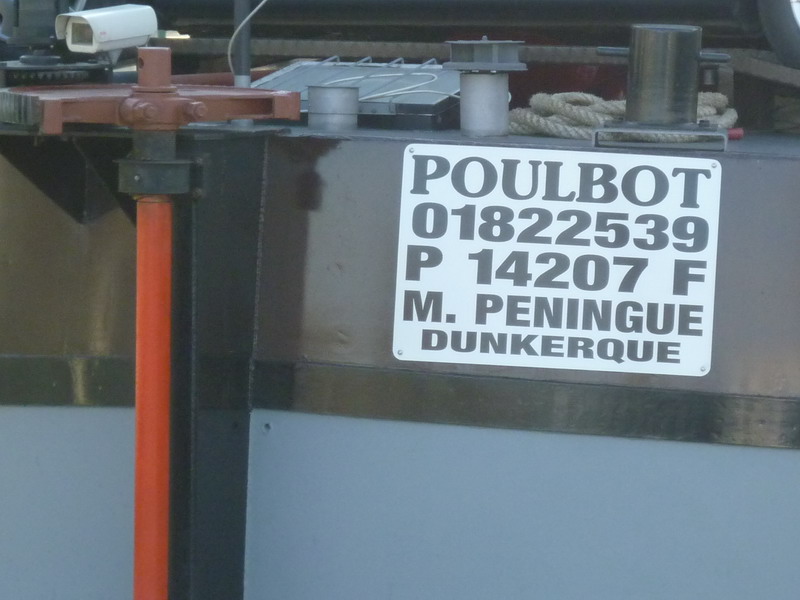 POULBOT
01822539
P 14207 F
M. PENINGUE
DUNKERQUE